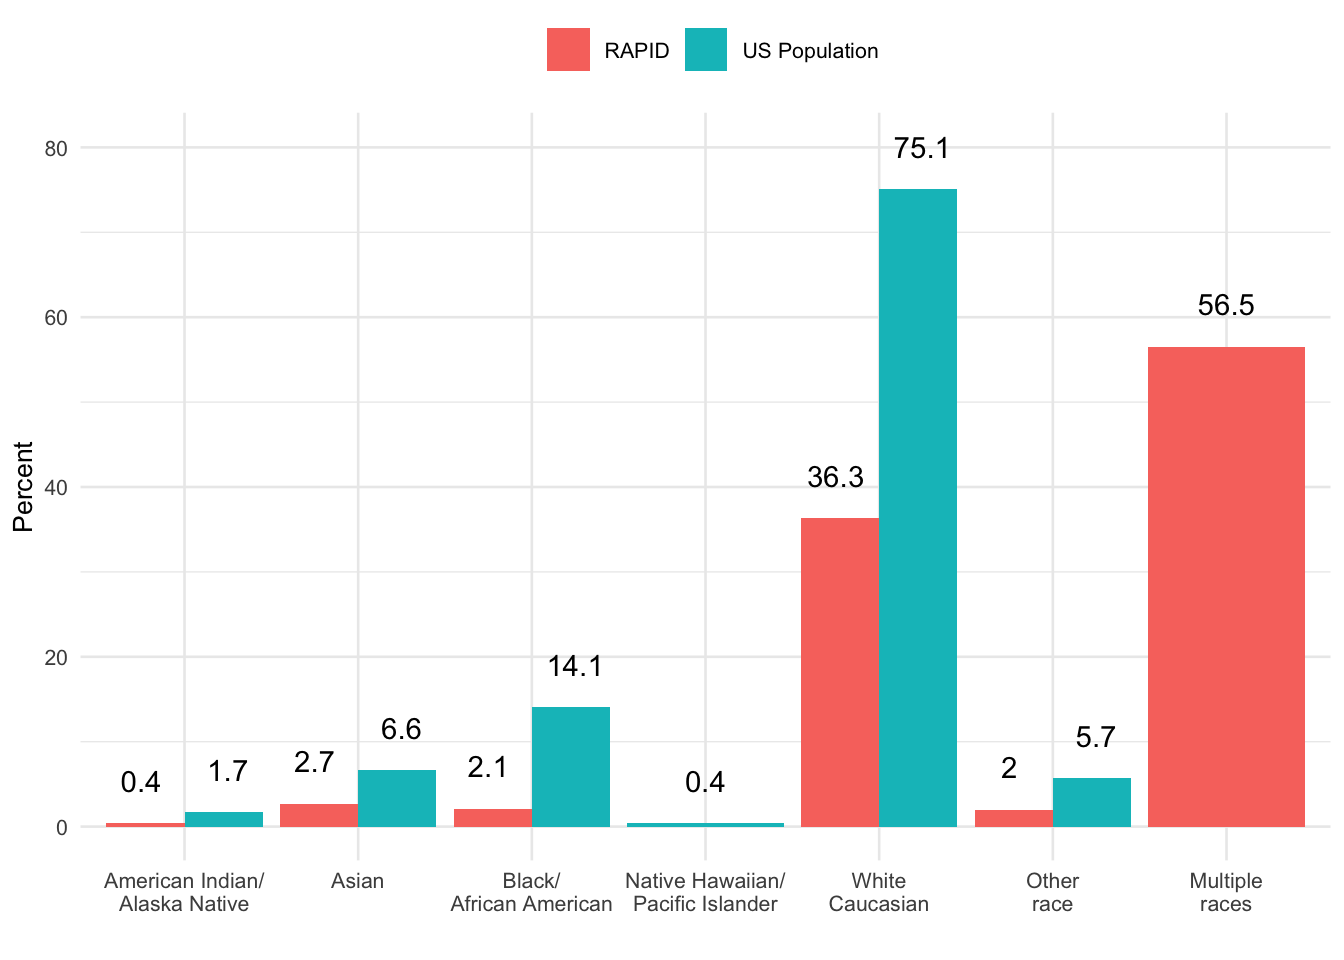 RAPID US Population
80
60
40
20
0
Percent
75.1
56.5
36.3
14.1
6.6
5.7
2.7
2.1
2
1.7
0.4
0.4
American Indian/
Alaska Native
Asian
Black/
African American
Native Hawaiian/
Pacific Islander
White
Caucasian
Other
race
Multiple
races